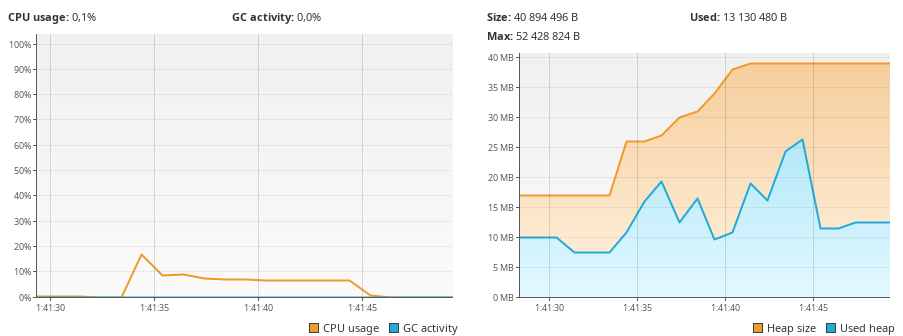 CPU usage: 0,1% GC activity: 0,0%
100%
90%
80%
70%
60%
50%
40%
30%
20%
10%
0%
1:41:30 1:41:35 1:41:40 1:41:45
CPU usage GC activity
Size: 40 894 496 B Used: 13 130 480 B
Max: 52 428 824 B
40 MB
35 MB
30 MB
25 MB
20 MB
15 MB
10 MB
5 MB
0 MB
1:41:30 1:41:35 1:41:40 1:41:45
Heap size Used heap